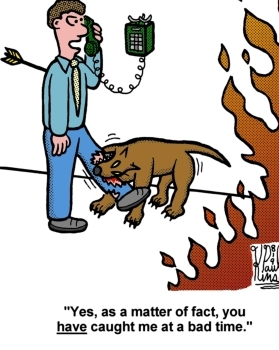 "Yes, as a matter of fact, you
have caught me at a bad time."